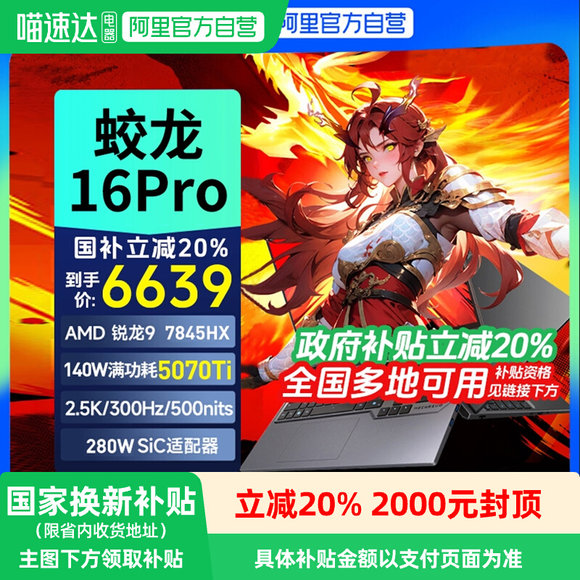 喵速达电器 阿里官方自营 阿里官方自营
蛟龙
16Pro
国补立减20%
到手价: 6639
AMD 锐龙9 7845HX
140W满功耗5070Ti
2.5K/300Hz/500nits
280W SiC适配器
政府补贴立减20%
全国多地可用 补贴资格
见链接下方
国家换新补贴
(限省内收货地址)
主图下方领取补贴
立减20% 2000元封顶
具体补贴金额以支付页面为准